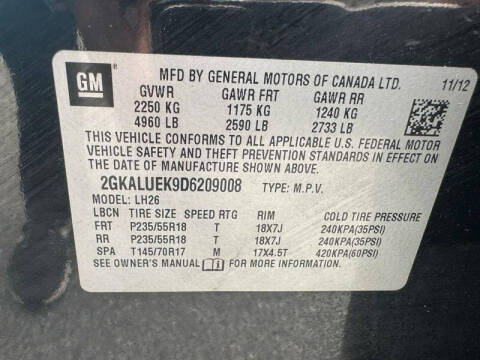 GM
MFD BY GENERAL MOTORS OF CANADA LTD. 11/12
GVWR GAWR FRT GAWR RR
2250 KG 1175 KG 1240 KG
4960 LB 2590 LB 2733 LB
THIS VEHICLE CONFORMS TO ALL APPLICABLE U.S. FEDERAL MOTOR
VEHICLE SAFETY AND THEFT PREVENTION STANDARDS IN EFFECT ON
THE DATE OF MANUFACTURE SHOWN ABOVE.
2GKALUEK9D6209008 TYPE: M.P.V.
MODEL: LH26
LBCN TIRE SIZE SPEED RTG RIM COLD TIRE PRESSURE
FRT P235/55R18 T 18X7J 240KPA(35PSI)
RR P235/55R18 T 18X7J 240KPA(35PSI)
SPA T145/70R17 M 17X4.5T 420KPA(60PSI)
SEE OWNER'S MANUAL FOR MORE INFORMATION.